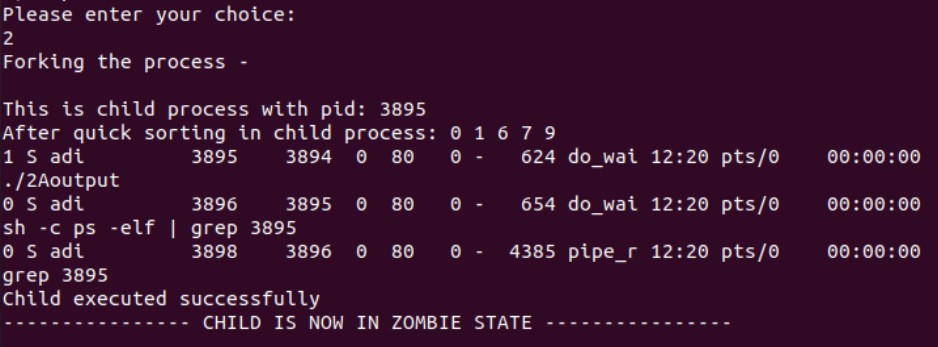 Please enter your choice:
2
Forking the process -
This is child process with pid: 3895
After quick sorting in child process: 0 1 6 7 9
1 S adi 3895 3894 0 80 0 - 624 do_wai 12:20 pts/0 00:00:00
./2Aoutput
0 S adi 3896 3895 0 80 0 - 654 do_wai 12:20 pts/0 00:00:00
sh -c ps -elf | grep 3895
0 S adi 3898 3896 0 80 0 - 4385 pipe_r 12:20 pts/0 00:00:00
grep 3895
Child executed successfully
---------------- CHILD IS NOW IN ZOMBIE STATE ----------------